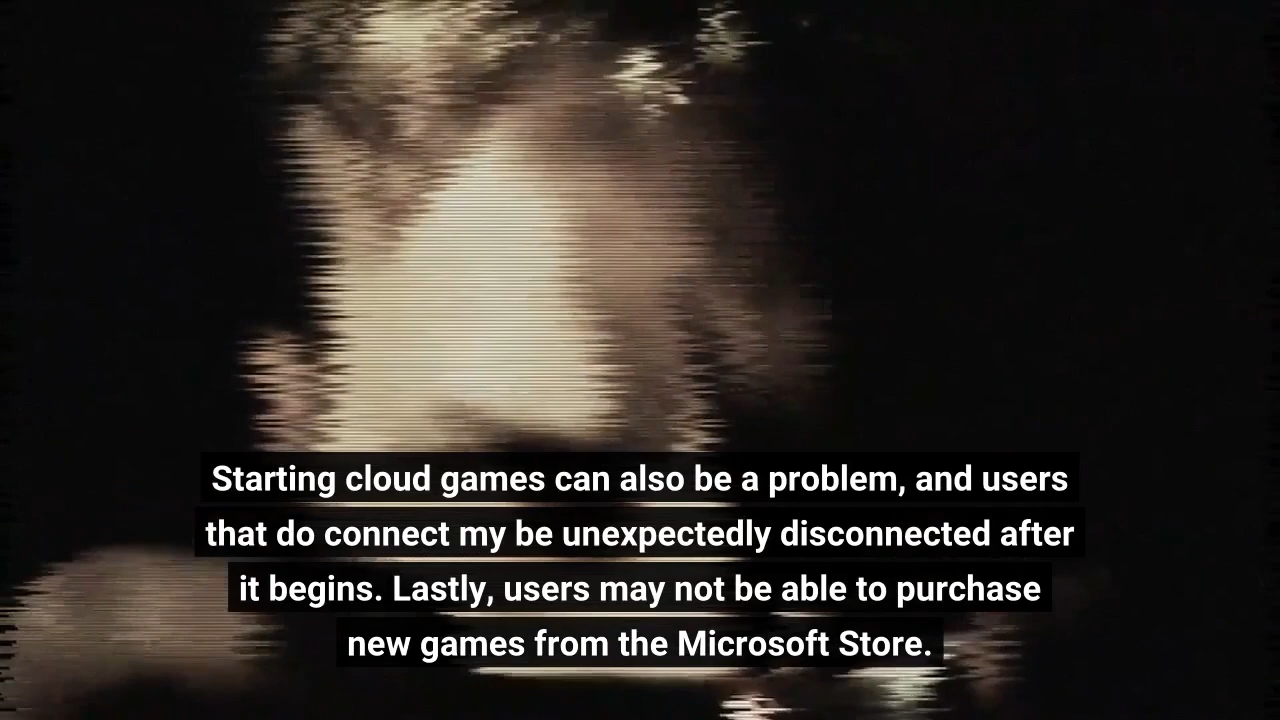 Starting cloud games can also be a problem, and users
that do connect my be unexpectedly disconnected after
it begins. Lastly, users may not be able to purchase
new games from the Microsoft Store.